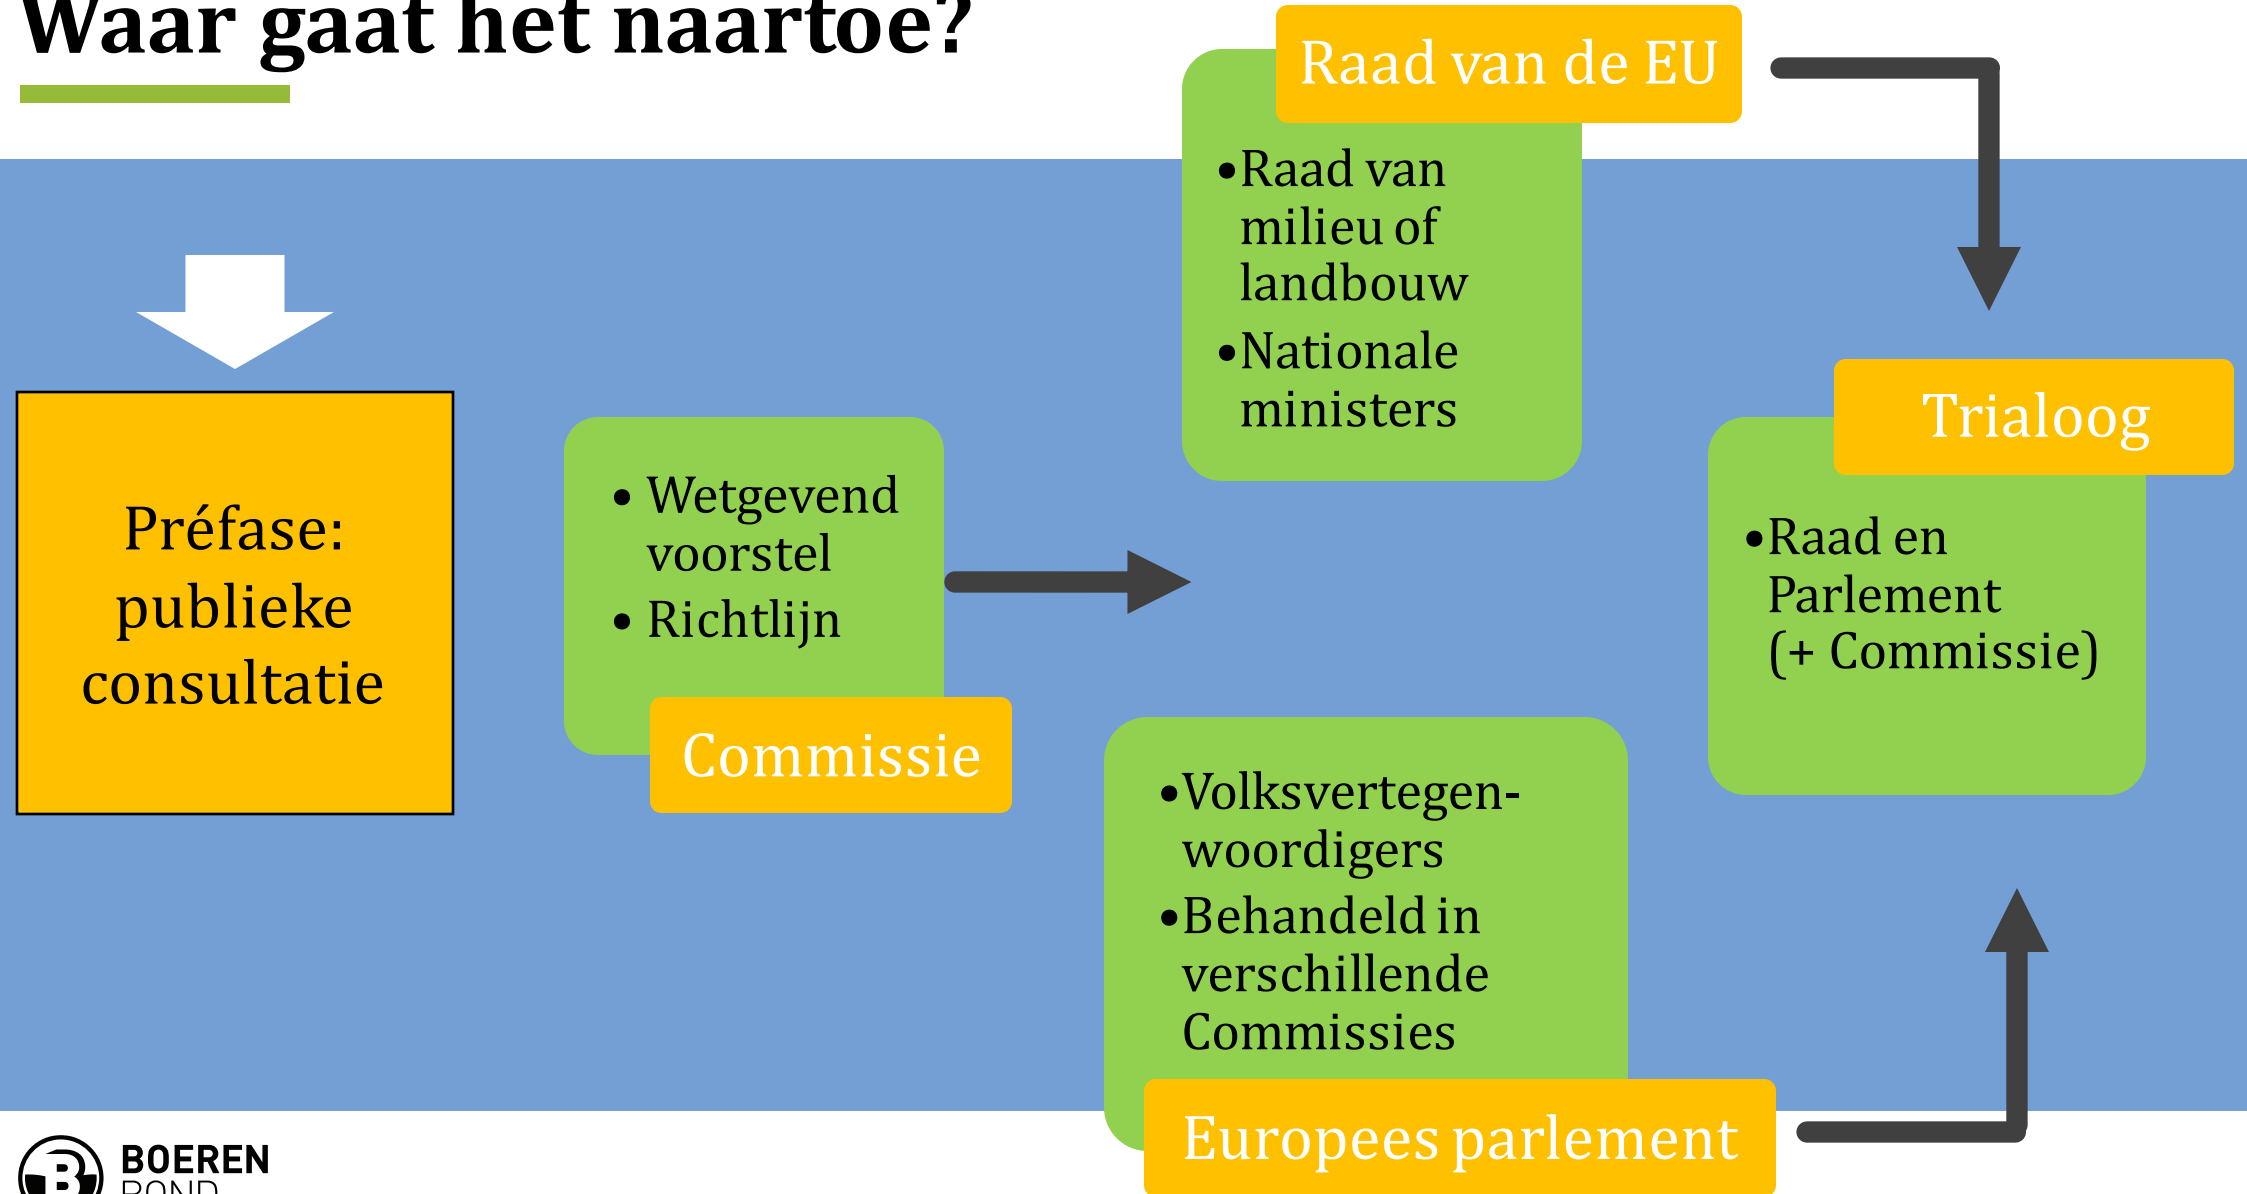 Waar gaat het naartoe?
Raad van de EU
•Raad van
milieu of
landbouw
•Nationale
ministers
Préfase:
publieke
consultatie
• Wetgevend
voorstel
• Richtlijn
Commissie
Trialoog
•Raad en
Parlement
(+ Commissie)
•Volksvertegen-
woordigers
•Behandeld in
verschillende
Commissies
Europees parlement
B
BOEREN
BOND